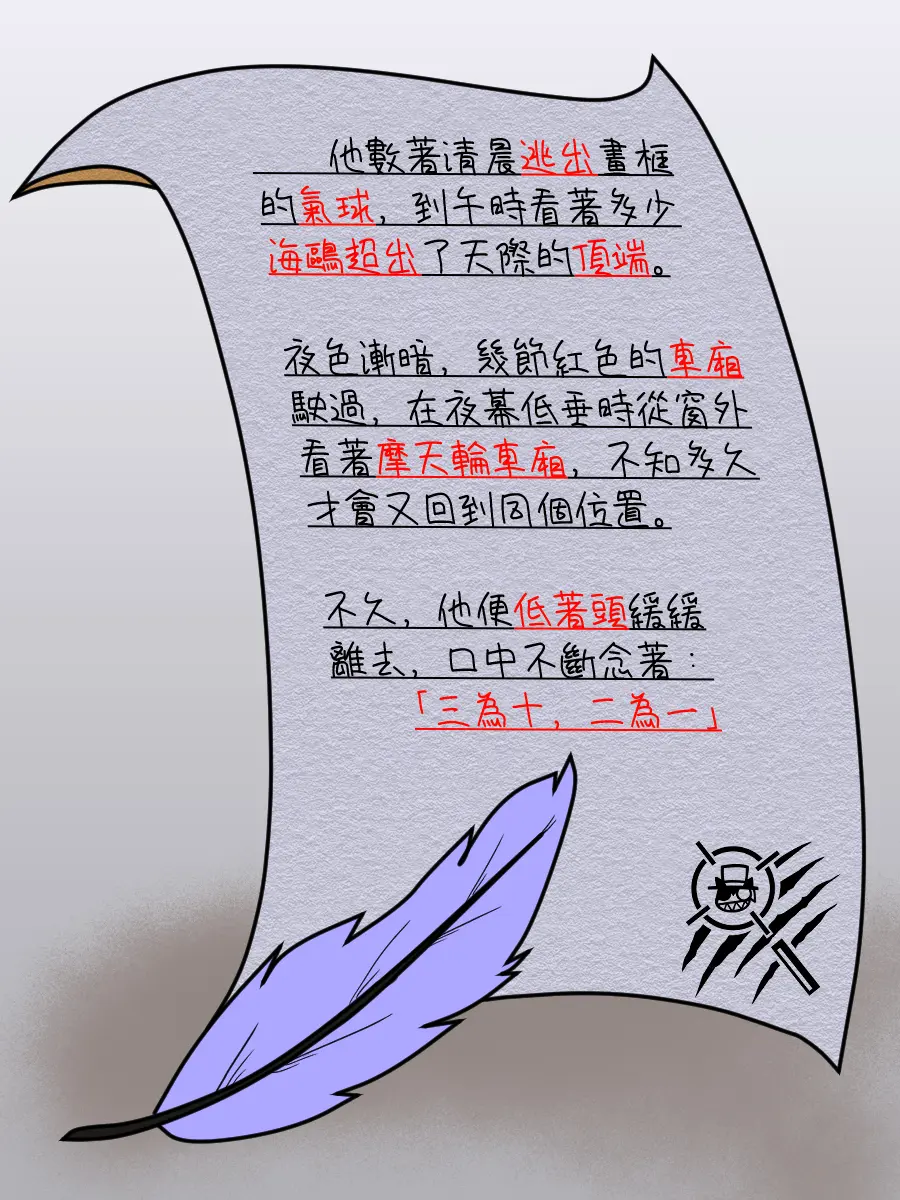 他數著清晨逃出畫框
的氣球，到午時看著多少
海鷗超出了天際的頂端。
夜色漸暗，幾節紅色的車廂
駛過，在夜幕低垂時從窗外
看著摩天輪車廂，不知多久
才會又回到同個位置。
不久，他便低著頭緩緩
離去，口中不斷念著：
「三為十，二為一」